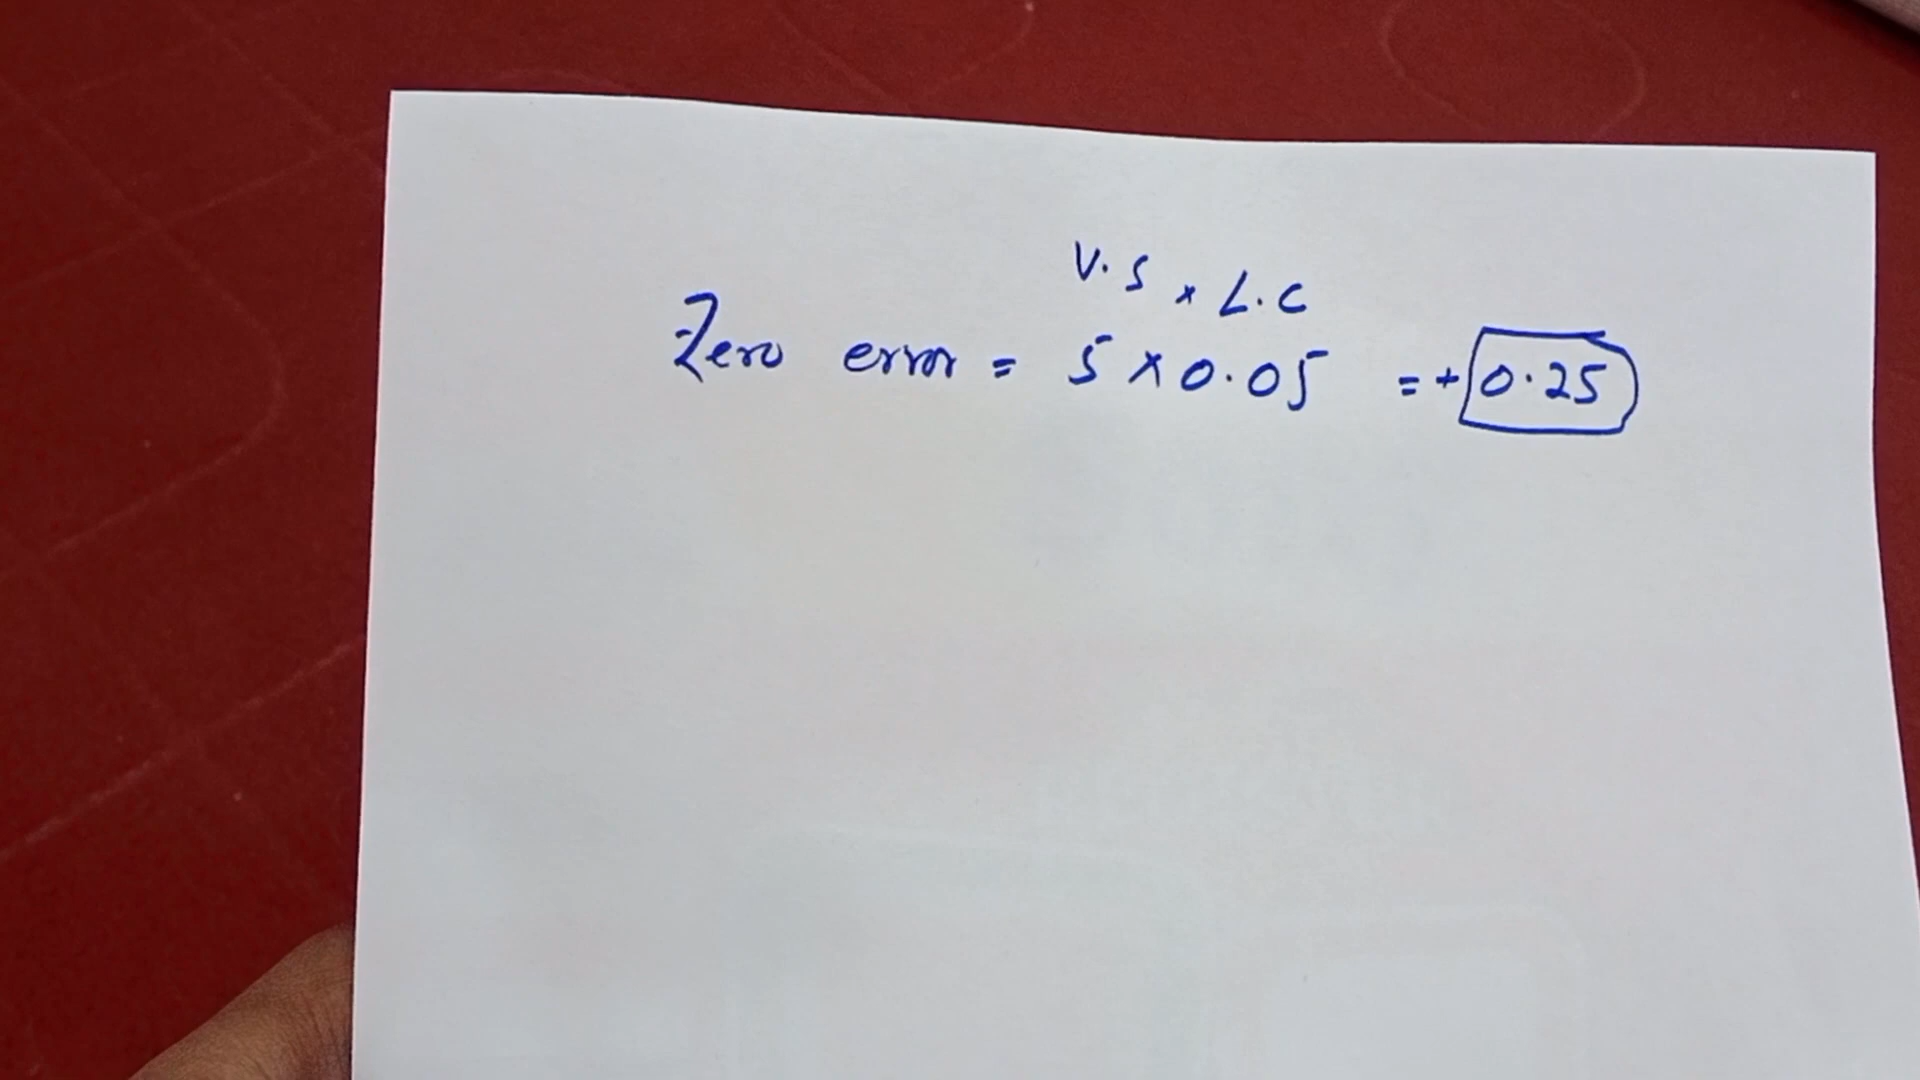 V.S × L.C
Zero error = 5 × 0.05 = + 0.25